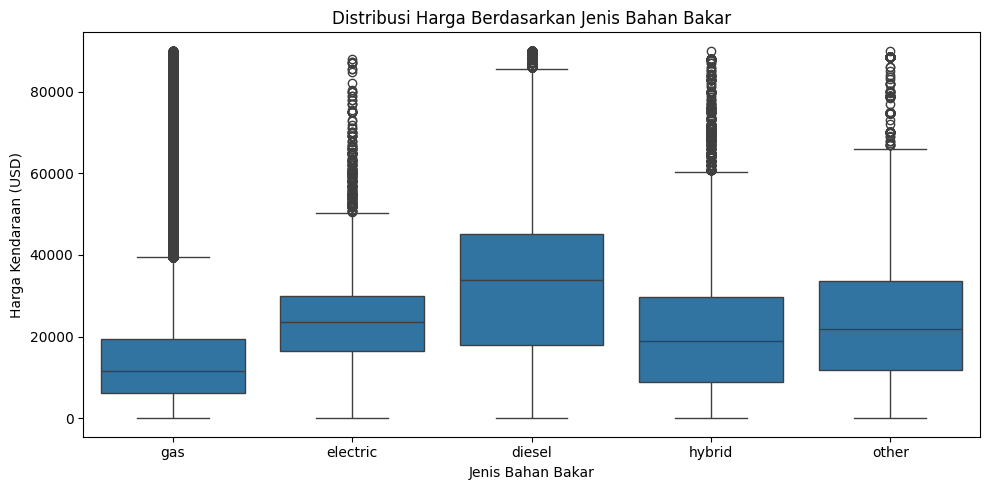 Distribusi Harga Berdasarkan Jenis Bahan Bakar
Harga Kendaraan (USD)
80000
60000
40000
20000
0
gas electric diesel hybrid other
Jenis Bahan Bakar